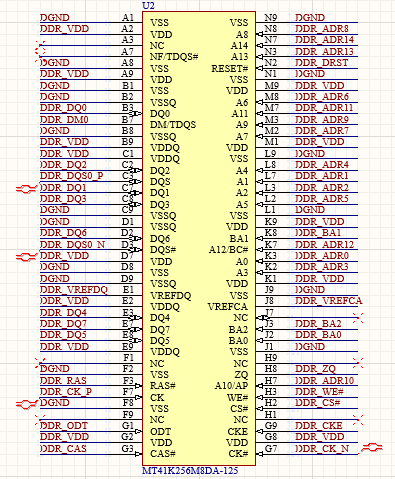 U2
DGND A1 VSS VSS N9 DGND
DDR_VDD A2 VDD A8 N8 DDR_ADR8
A3 NC A14 N7 DDR_ADR14
A7 NF/TDQS# A13 N3 DDR_ADR13
DGND A8 VSS RESET# N2 DDR_DRST
DDR_VDD A9 VDD VSS N1 DGND
DGND B1 VSS VDD M9 DDR_VDD
DGND B2 VSSQ A6 M8 DDR_ADR6
DDR_DQ0 B3 DQ0 A11 M7 DDR_ADR11
DDR_DM0 B7 DM/TDQS A9 M3 DDR_ADR9
DGND B8 VSSQ A7 M2 DDR_ADR7
DDR_VDD B9 VDDQ VDD M1 DDR_VDD
DDR_VDD C1 VDDQ VSS L9 DGND
DDR_DQ2 C2 DQ2 A4 L8 DDR_ADR4
DDR_DQS0_P C3 DQS A1 L7 DDR_ADR1
DDR_DQ1 C7 DQ1 A2 L3 DDR_ADR2
DDR_DQ3 C8 DQ3 A5 L2 DDR_ADR5
DGND C9 VSSQ VSS L1 DGND
DGND D1 VSSQ VDD K9 DDR_VDD
DDR_DQ6 D2 DQ6 BA1 K8 DDR_BA1
DDR_DQS0_N D3 DQS# A12/BC# K7 DDR_ADR12
DDR_VDD D7 VDD A0 K3 DDR_ADR0
DGND D8 VSS A3 K2 DDR_ADR3
DGND D9 VSSQ VDD K1 DDR_VDD
DDR_VREFDQ E1 VREFDQ VSS J9 DGND
DDR_VDD E2 VDDQ VREFCA J8 DDR_VREFCA
DDR_DQ4 E3 DQ4 NC J7
DDR_DQ7 E7 DQ7 BA2 J3 DDR_BA2
DDR_DQ5 E8 DQ5 BA0 J2 DDR_BA0
DDR_VDD E9 VDDQ VSS J1 DGND
F1 NC NC H9
DGND F2 VSS ZQ H8 DDR_ZQ
DDR_RAS F3 RAS# A10/AP H7 DDR_ADR10
DDR_CK_P F7 CK WE# H3 DDR_WE#
DGND F8 VSS CS# H2 DDR_CS#
F9 NC NC H1
DDR_ODT G1 ODT CKE G9 DDR_CKE
DDR_VDD G2 VDD VDD G8 DDR_VDD
DDR_CAS G3 CAS# CK# G7 DDR_CK_N
MT41K256M8DA-125